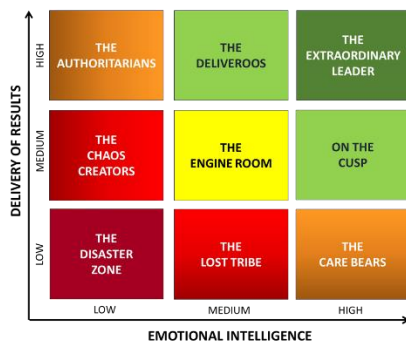 DELIVERY OF RESULTS
HIGH
THE
AUTHORITARIANS
THE
DELIVEROOS
THE
EXTRAORDINARY
LEADER
MEDIUM
THE
CHAOS
CREATORS
THE
ENGINE ROOM
ON THE
CUSP
LOW
THE
DISASTER
ZONE
THE
LOST TRIBE
THE
CARE BEARS
LOW
MEDIUM
HIGH
EMOTIONAL INTELLIGENCE